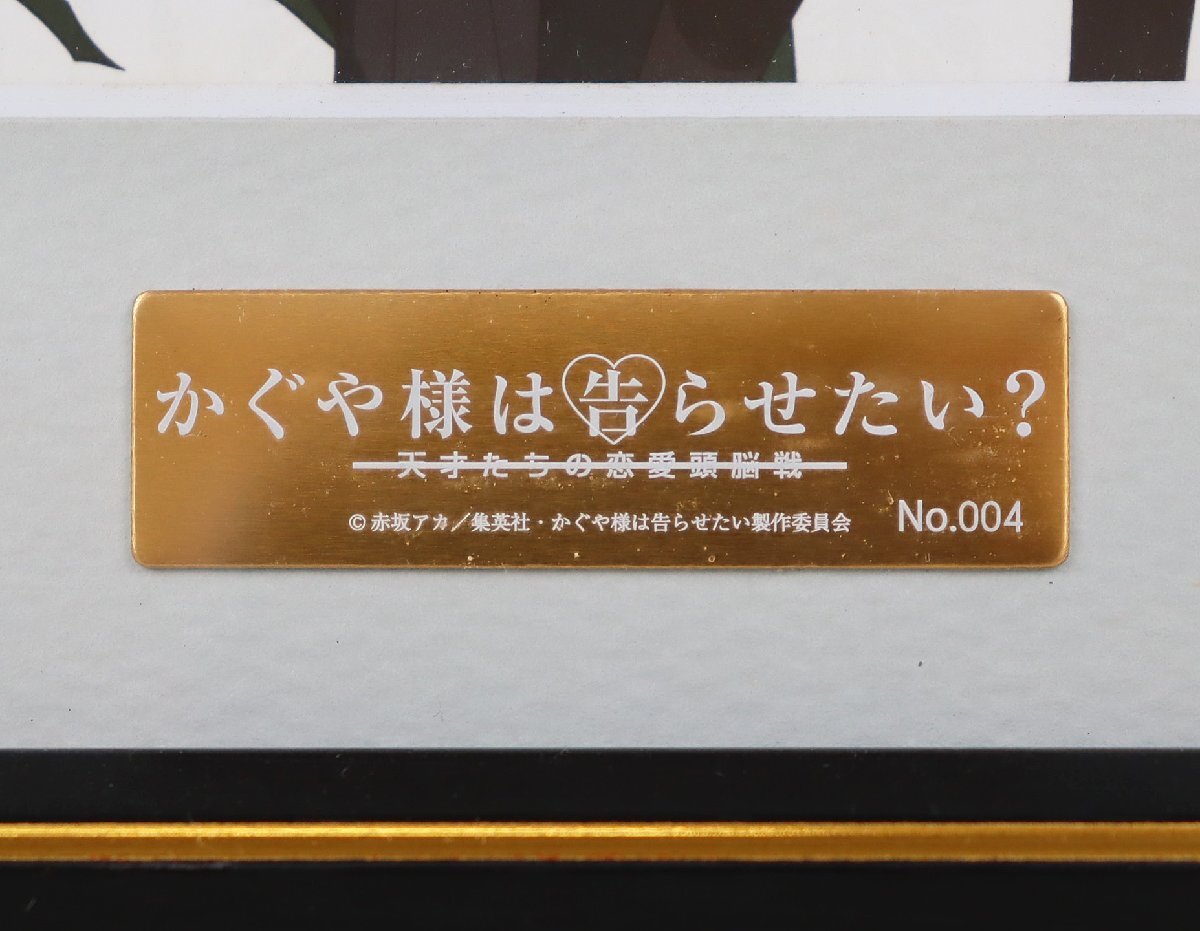 かぐや様は告らせたい？
天才たちの恋愛頭脳戦
©赤坂アカ／集英社・かぐや様は告らせたい製作委員会
No.004